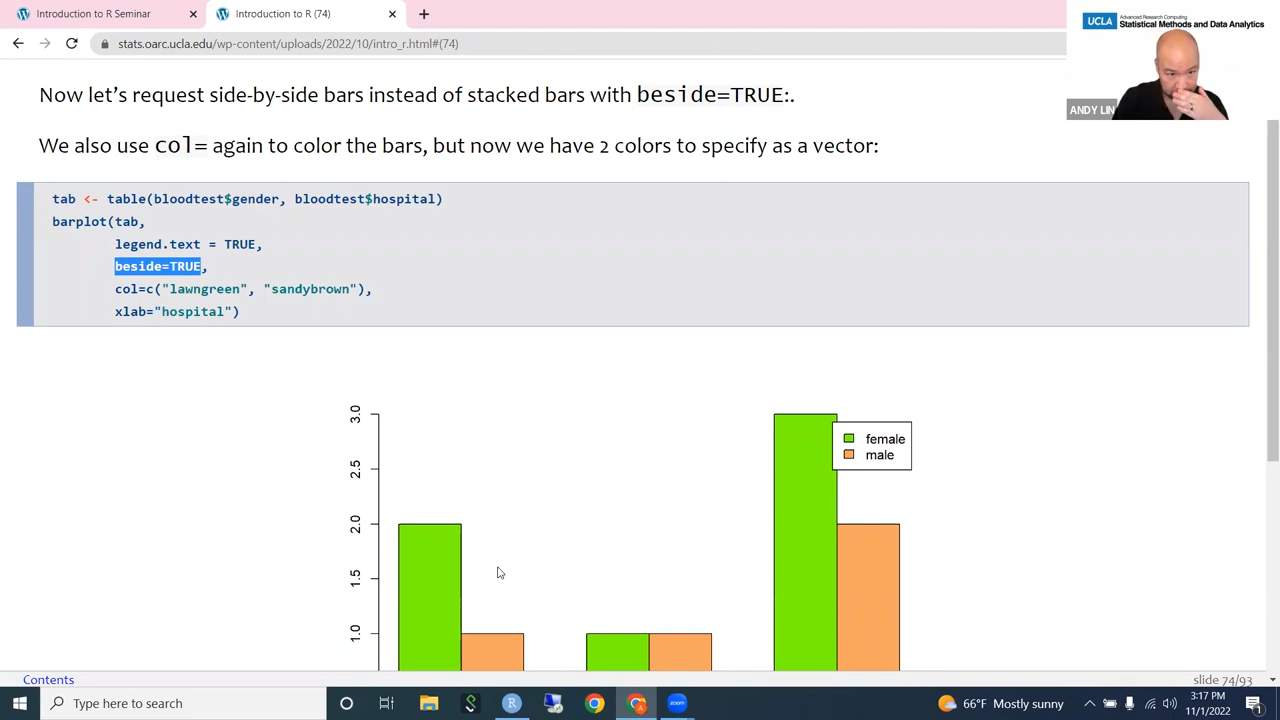 Introduction to R Seminar
Introduction to R (74)
stats.oarc.ucla.edu/wp-content/uploads/2022/10/intro_r.html#(74)
UCLA
Advanced Research Computing
Statistical Methods and Data Analytics
ANDY LIN
Now let's request side-by-side bars instead of stacked bars with beside=TRUE:.
We also use col= again to color the bars, but now we have 2 colors to specify as a vector:
tab <- table(bloodtest$gender, bloodtest$hospital)
barplot(tab,
legend.text = TRUE,
beside=TRUE,
col=c("lawngreen", "sandybrown"),
xlab="hospital")
3.0
2.5
2.0
1.5
1.0
female
male
Contents
slide 74/93
Type here to search
zoom
66°F Mostly sunny
3:17 PM
11/1/2022
1